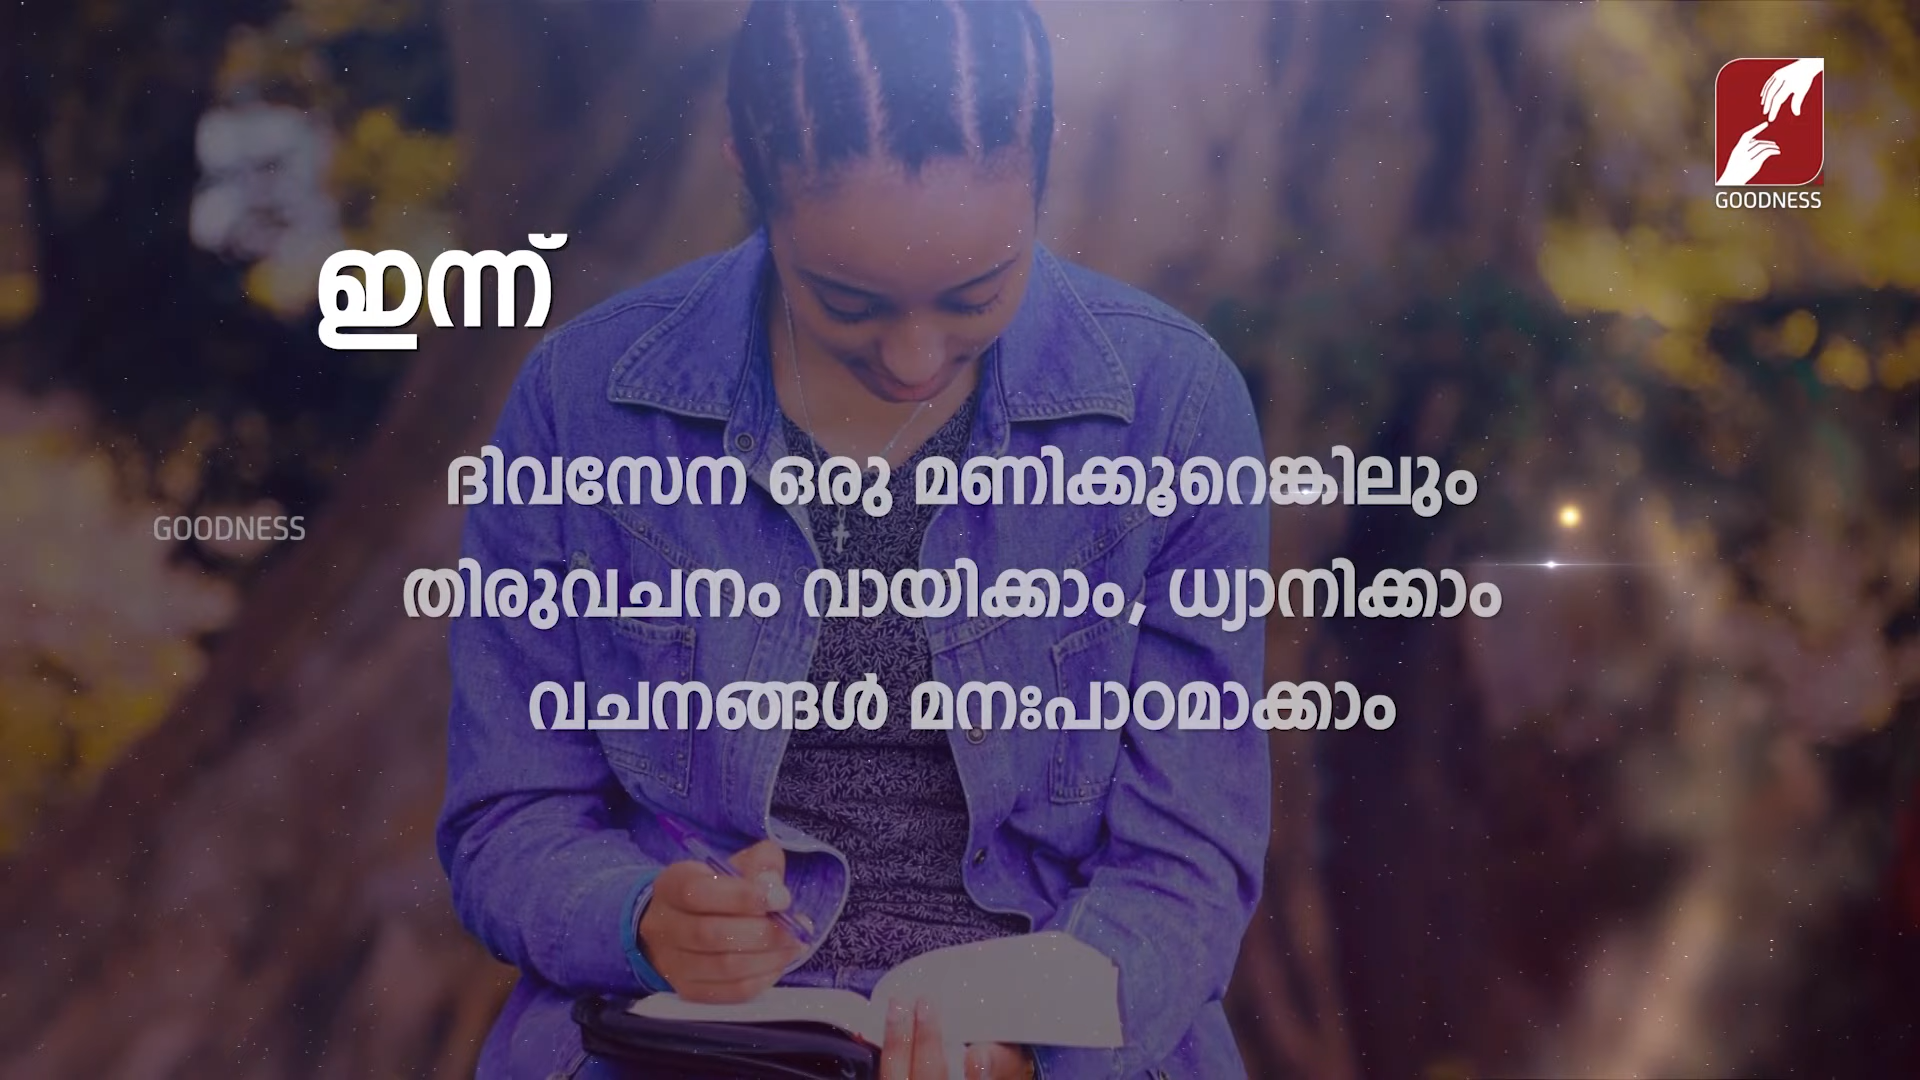 GOODNESS
ഇന്ന്
ദിവസേന ഒരു മണിക്കൂറെങ്കിലും
GOODNESS
തിരുവചനം വായിക്കാം, ധ്യാനിക്കാം
വചനങ്ങൾ മനഃപാഠമാക്കാം